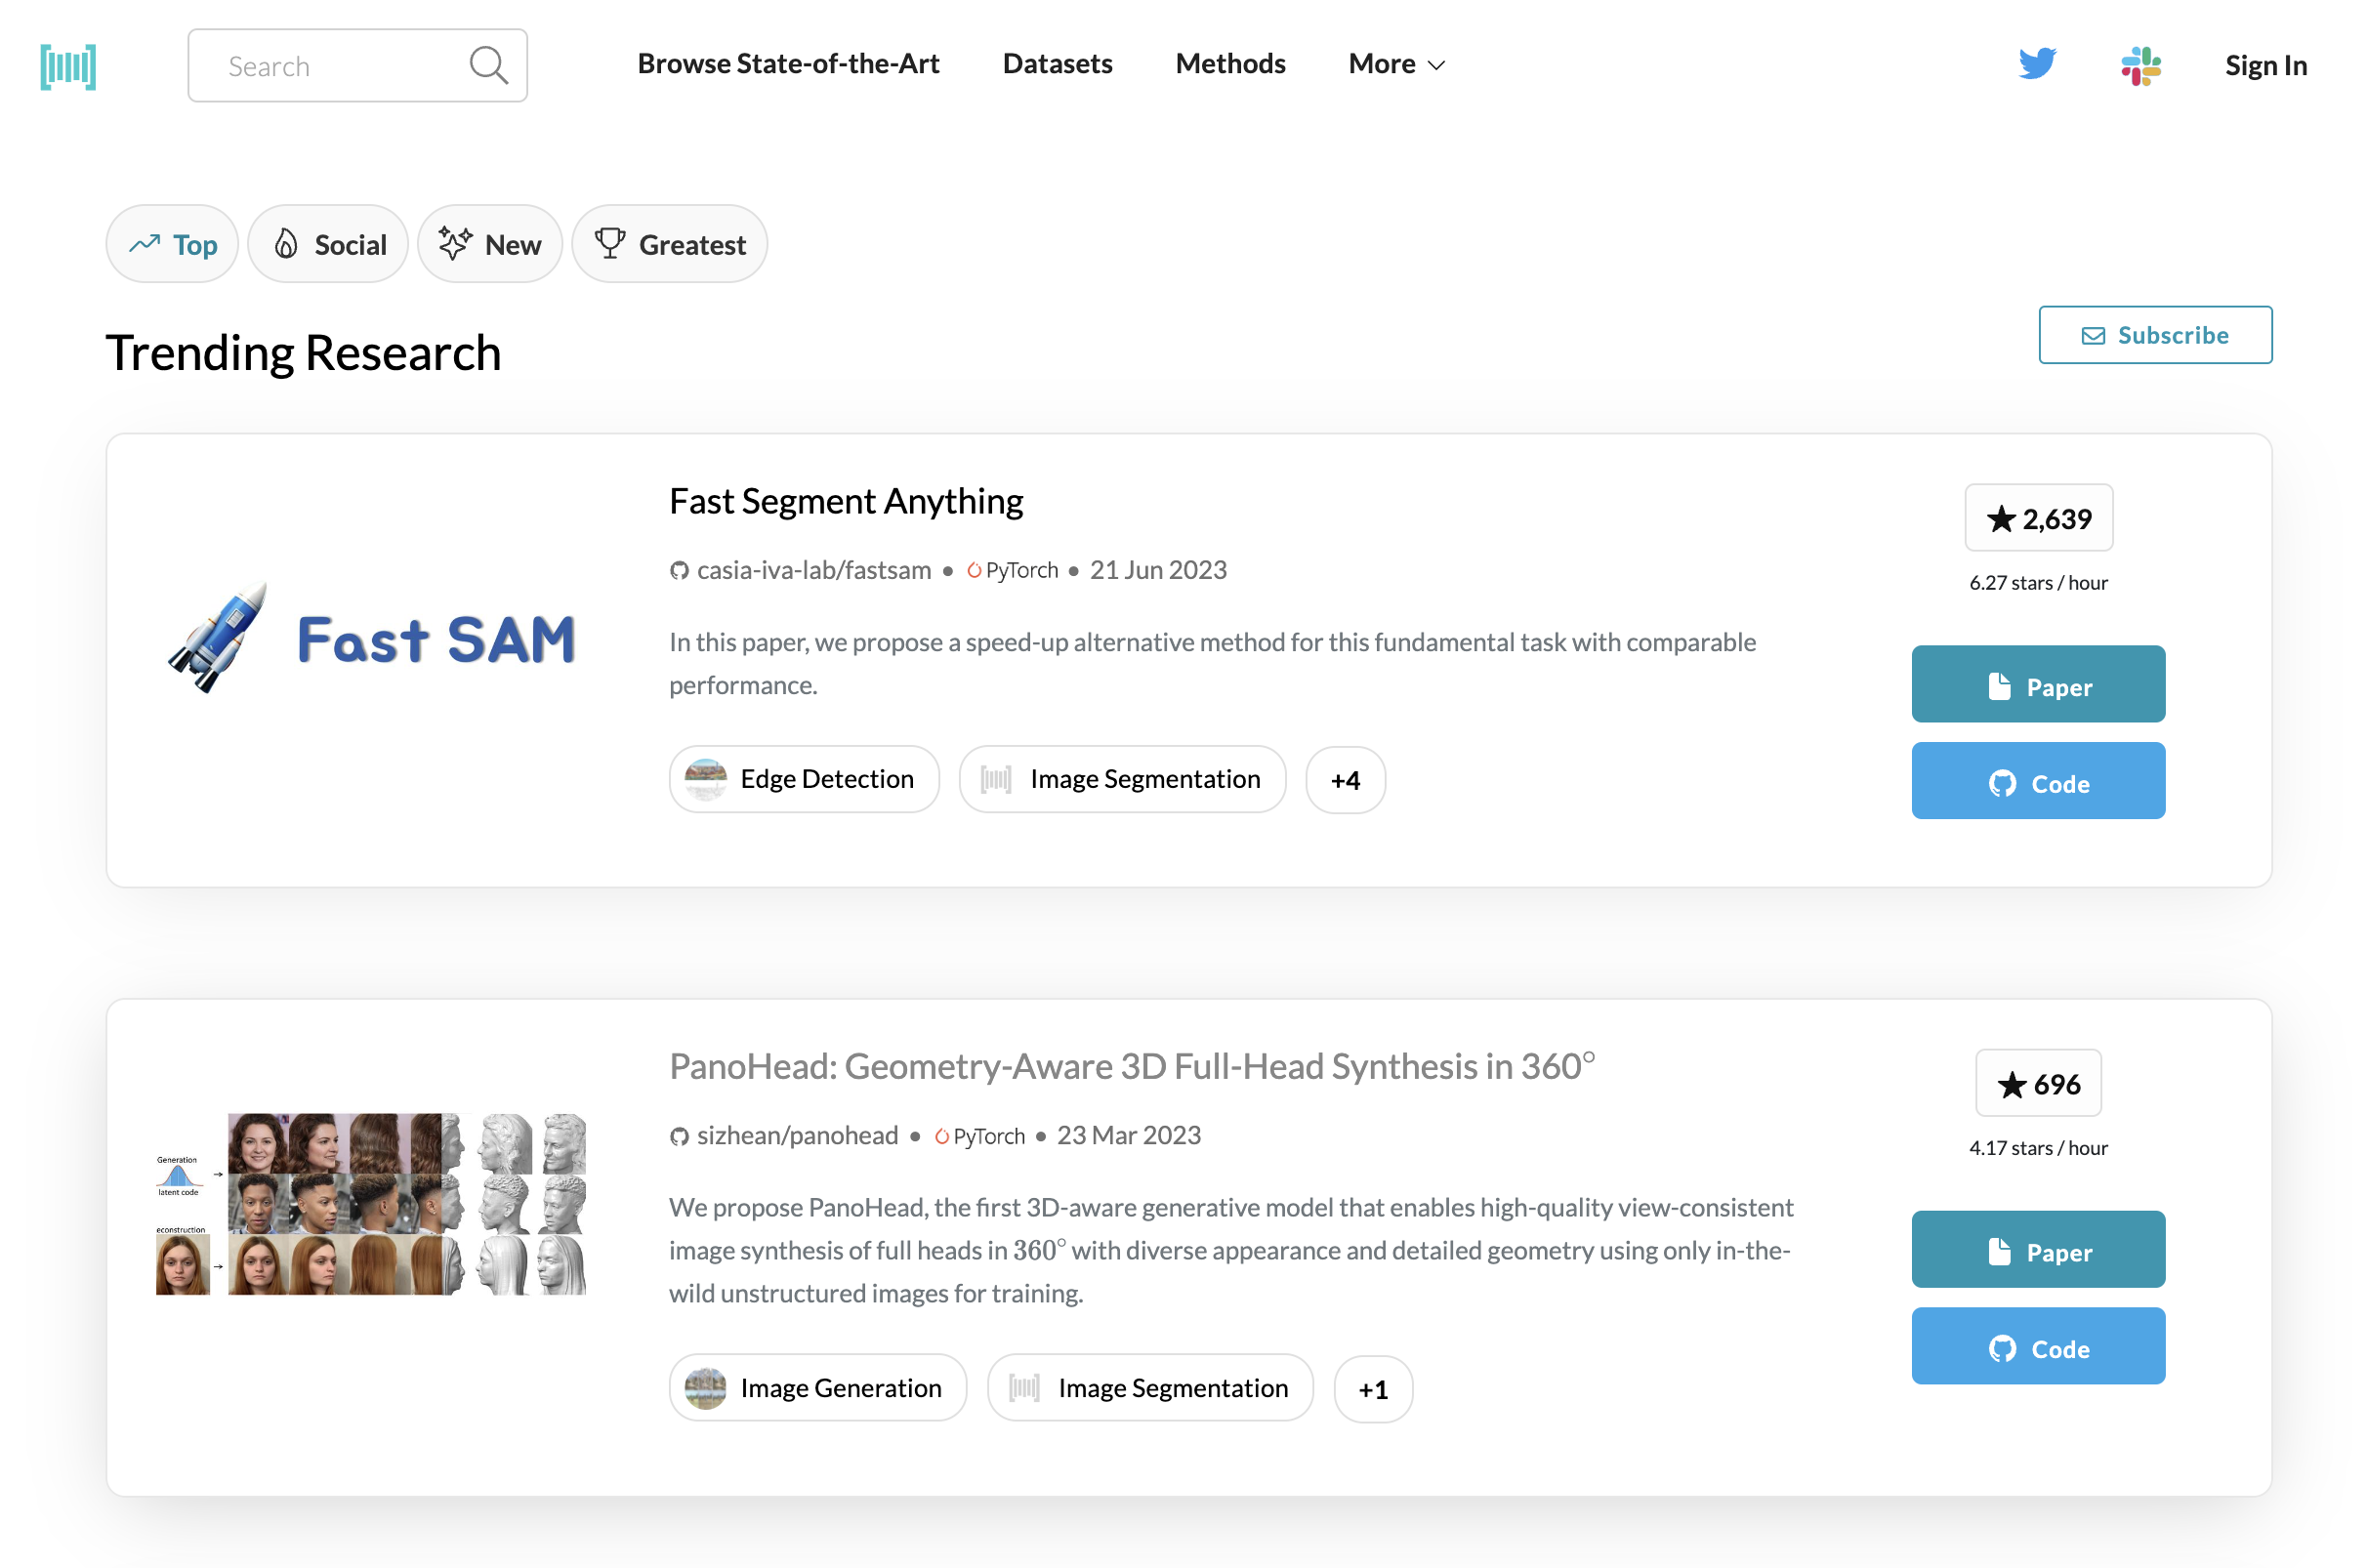 Search
Browse State-of-the-Art
Datasets
Methods
More
Sign In
Top
Social
New
Greatest
Trending Research
Subscribe
Fast SAM
Fast Segment Anything
casia-iva-lab/fastsam • PyTorch • 21 Jun 2023
In this paper, we propose a speed-up alternative method for this fundamental task with comparable
performance.
Edge Detection
Image Segmentation
+4
★ 2,639
6.27 stars / hour
Paper
Code
Generation
latent code
econstruction
PanoHead: Geometry-Aware 3D Full-Head Synthesis in 360°
sizhean/panohead • PyTorch • 23 Mar 2023
We propose PanoHead, the first 3D-aware generative model that enables high-quality view-consistent
image synthesis of full heads in 360° with diverse appearance and detailed geometry using only in-the-
wild unstructured images for training.
Image Generation
Image Segmentation
+1
★ 696
4.17 stars / hour
Paper
Code